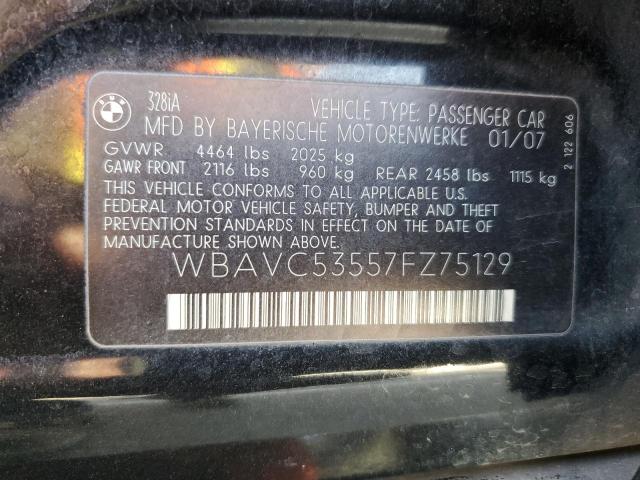 BMW
328iA
VEHICLE TYPE: PASSENGER CAR
MFD BY BAYERISCHE MOTORENWERKE 01/07
GVWR. 4464 lbs 2025 kg
GAWR FRONT 2116 lbs 960 kg REAR 2458 lbs 1115 kg
THIS VEHICLE CONFORMS TO ALL APPLICABLE U.S.
FEDERAL MOTOR VEHICLE SAFETY, BUMPER AND THEFT
PREVENTION STANDARDS IN EFFECT ON THE DATE OF
MANUFACTURE SHOWN ABOVE.
WBAVC53557FZ75129
2 122 606